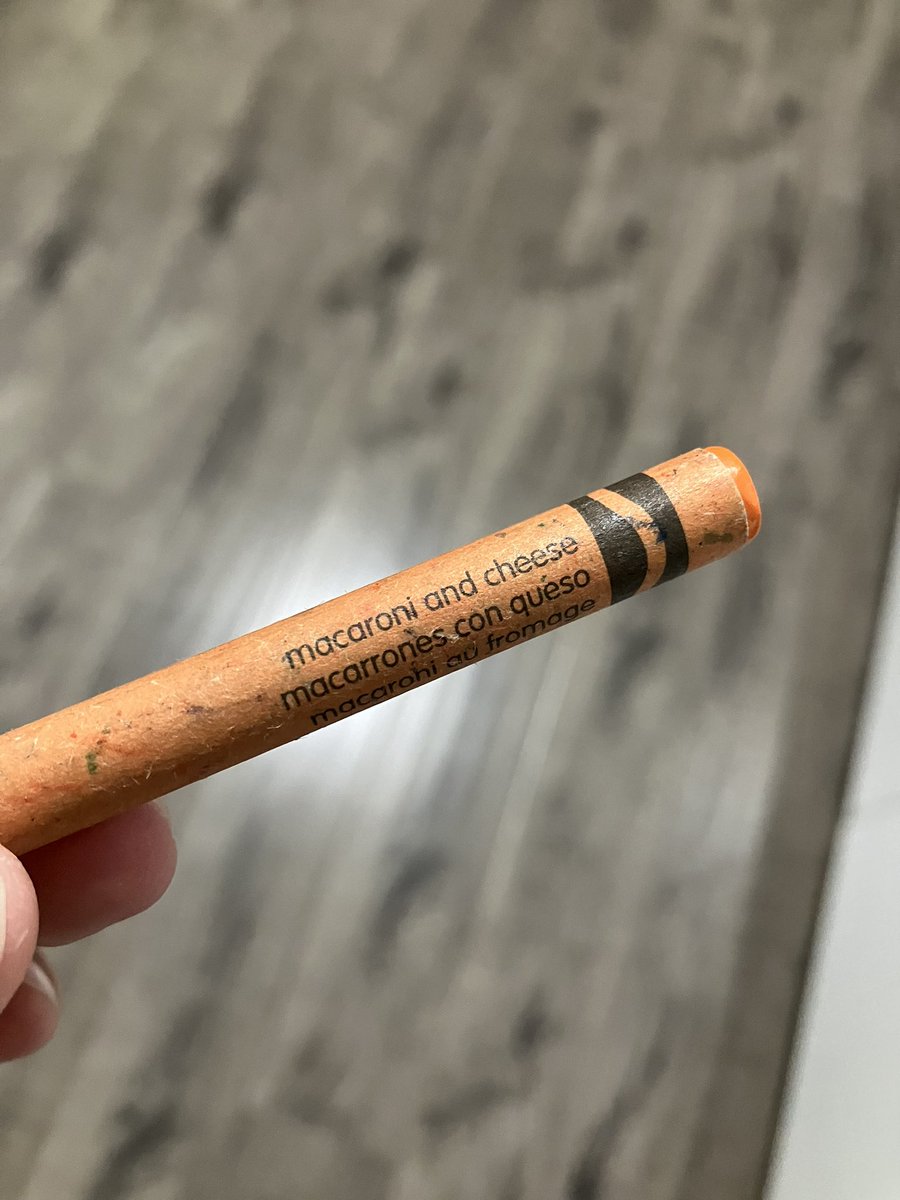 macaroni and cheese
macarrones con queso
macaroni au fromage